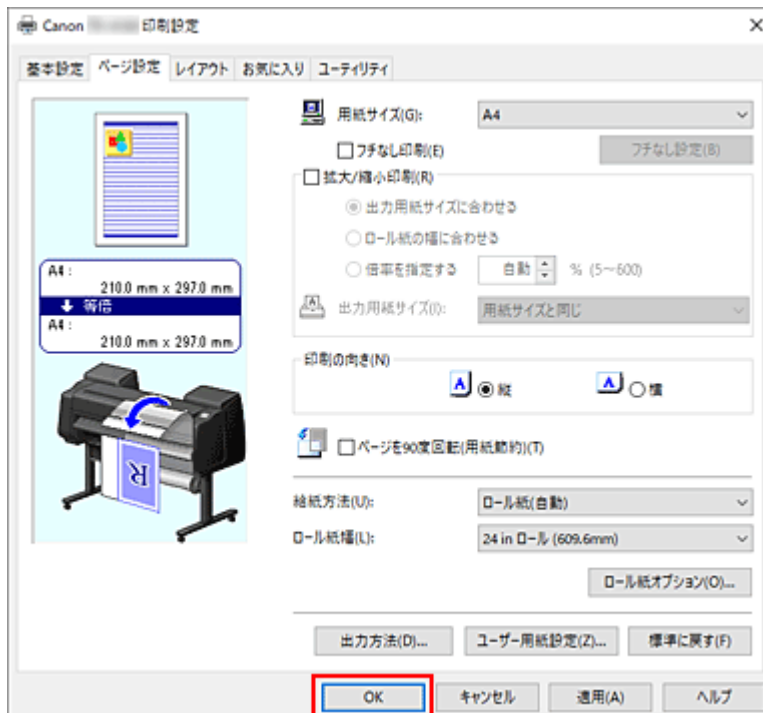 Canon 印刷設定
基本設定 ページ設定 レイアウト お気に入り ユーティリティ
用紙サイズ(G): A4
フチなし印刷(E) フチなし設定(B)
拡大/縮小印刷(R)
出力用紙サイズに合わせる
ロール紙の幅に合わせる
倍率を指定する 自動 % (5～600)
出力用紙サイズ(I): 用紙サイズと同じ
A4 :
210.0 mm x 297.0 mm
等倍
A4 :
210.0 mm x 297.0 mm
R
印刷の向き(N)
A 縦 A 横
ページを90度回転(用紙節約)(T)
給紙方法(U): ロール紙(自動)
ロール紙幅(L): 24 in ロール (609.6mm)
ロール紙オプション(O)...
出力方法(D)... ユーザー用紙設定(Z)... 標準に戻す(F)
OK キャンセル 適用(A) ヘルプ